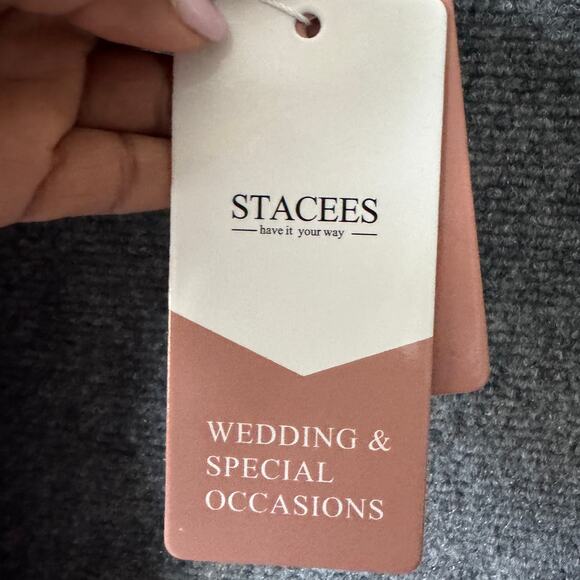 STACEES
have it your way
WEDDING &
SPECIAL
OCCASIONS